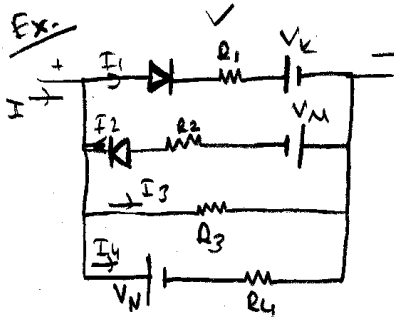 Ex.
V
I1
R1
VK
+
-
I
I2
R2
VM
I3
R3
I4
VN
R4